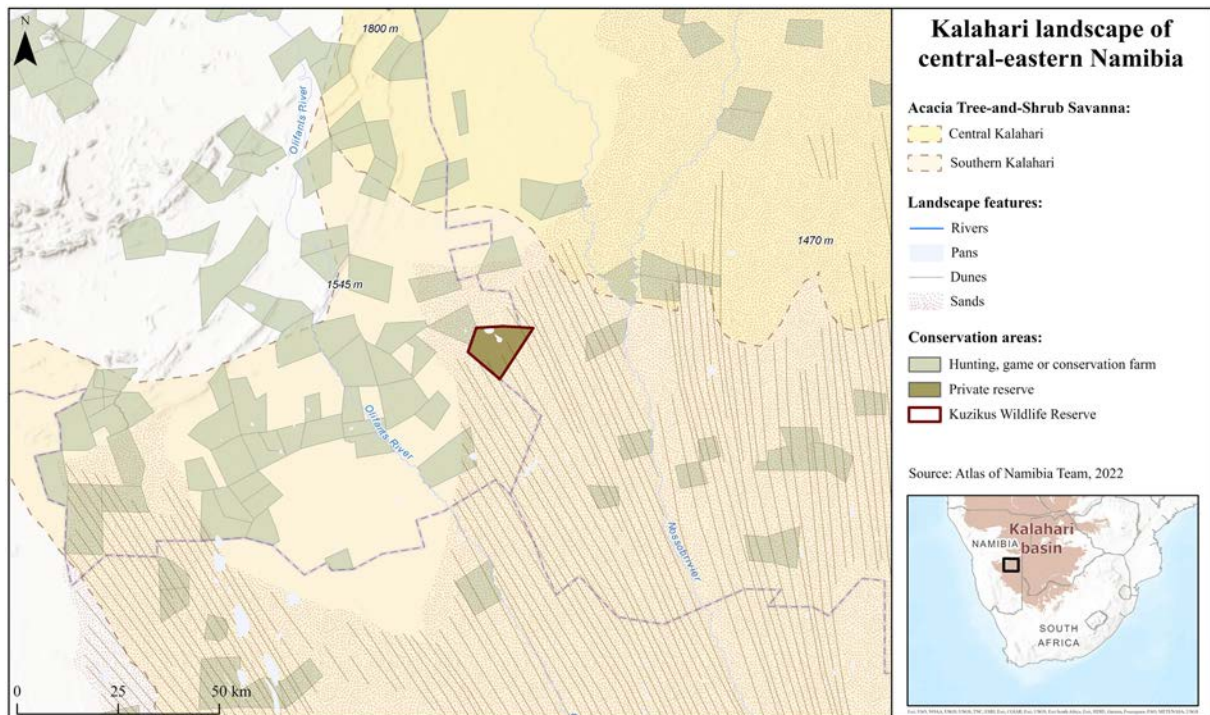 N
1800 m
Olifants River
1470 m
1545 m
Olifants River
Nossobrivier
0 25 50 km
Kalahari landscape of
central-eastern Namibia
Acacia Tree-and-Shrub Savanna:
Central Kalahari
Southern Kalahari
Landscape features:
Rivers
Pans
Dunes
Sands
Conservation areas:
Hunting, game or conservation farm
Private reserve
Kuzikus Wildlife Reserve
Source: Atlas of Namibia Team, 2022
Kalahari
NAMIBIA basin
SOUTH
AFRICA